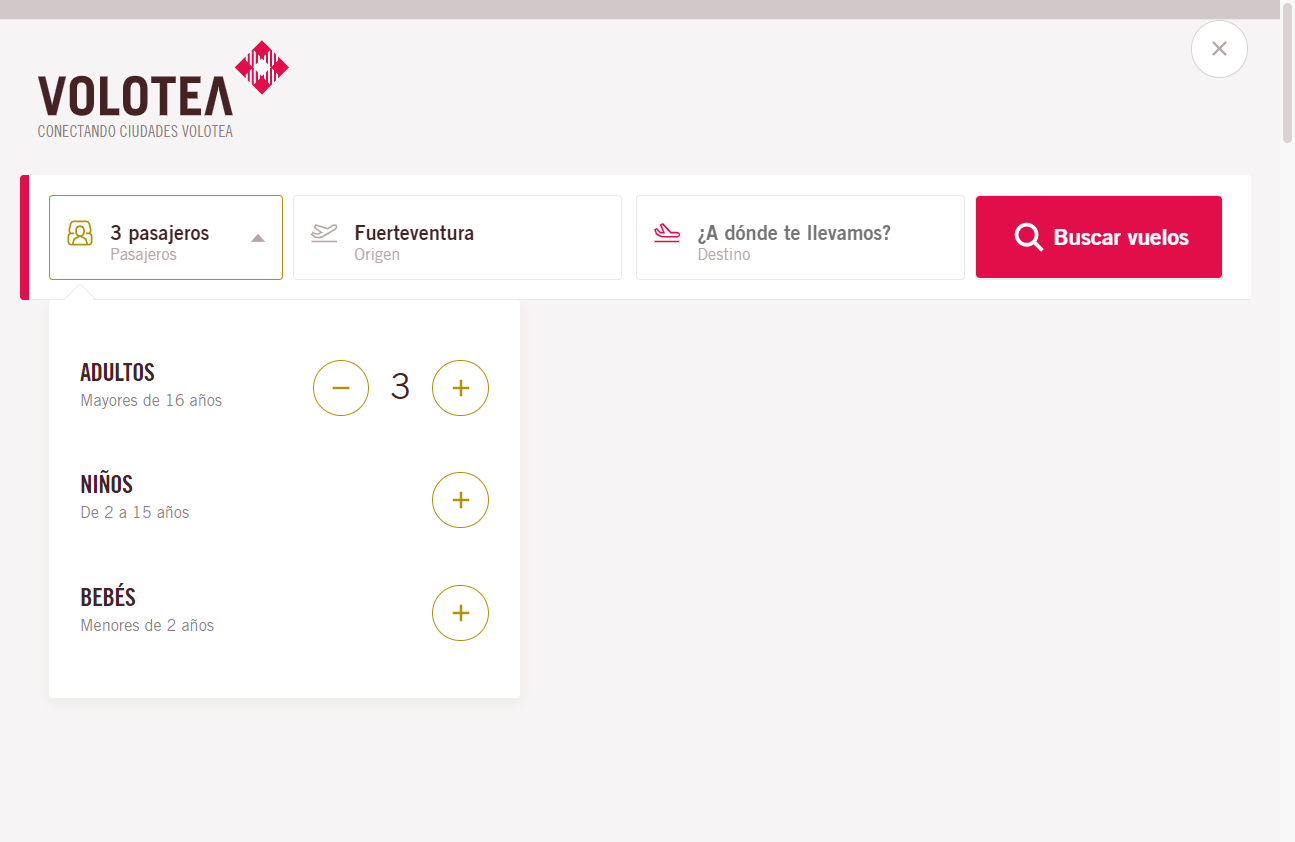 VOLOTEA
CONECTANDO CIUDADES VOLOTEA
3 pasajeros
Pasajeros
Fuerteventura
Origen
¿A dónde te llevamos?
Destino
Buscar vuelos
ADULTOS
Mayores de 16 años
3
NIÑOS
De 2 a 15 años
BEBÉS
Menores de 2 años